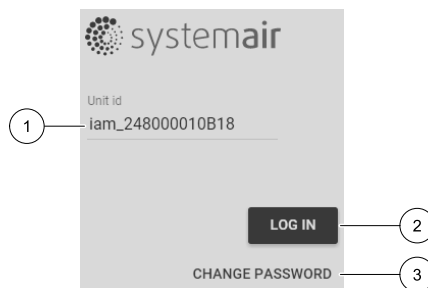 systemair
Unit id
1
iam_248000010B18
LOG IN
2
CHANGE PASSWORD
3